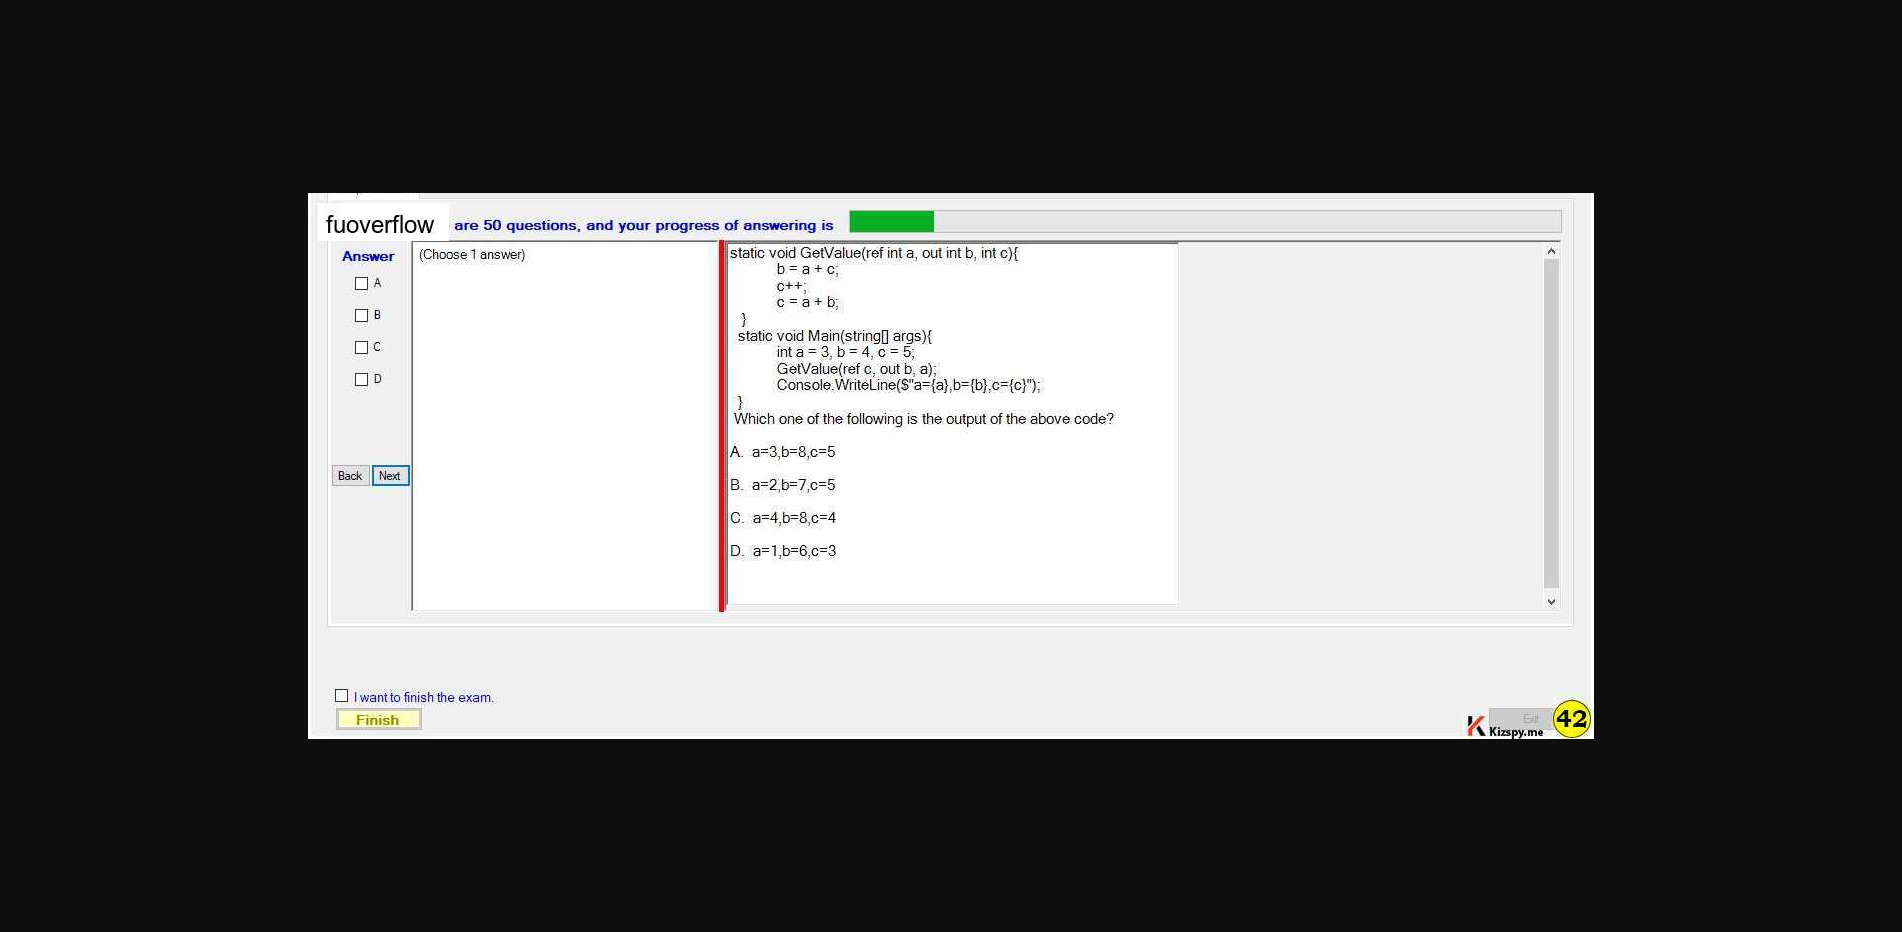 fuoverflow are 50 questions, and your progress of answering is
Answer
(Choose 1 answer)
A
B
C
D
Back Next
static void GetValue(ref int a, out int b, int c){
b = a + c;
c++;
c = a + b;
}
static void Main(string[] args){
int a = 3, b = 4, c = 5;
GetValue(ref c, out b, a);
Console.WriteLine($"a={a},b={b},c={c}");
}
Which one of the following is the output of the above code?
A. a=3,b=8,c=5
B. a=2,b=7,c=5
C. a=4,b=8,c=4
D. a=1,b=6,c=3
I want to finish the exam.
Finish
Exit
Kizspy.me
42